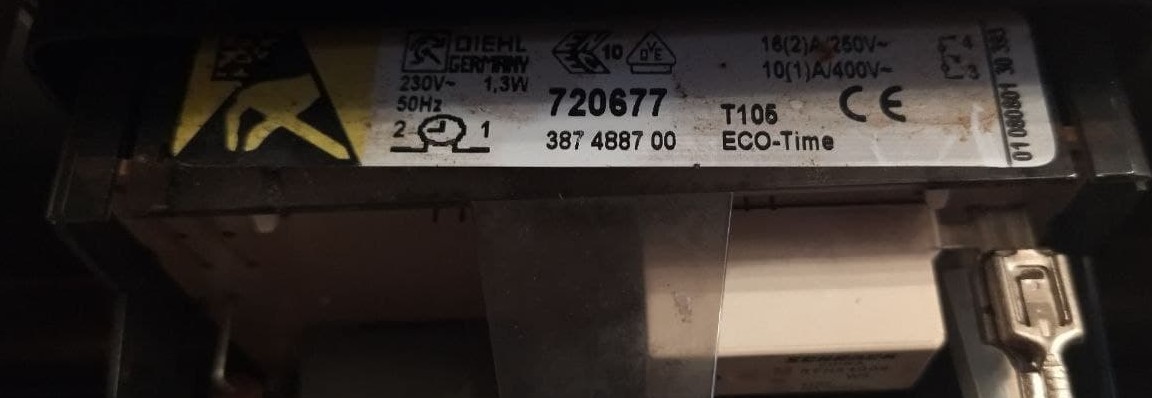 DIEHL
GERMANY
230V~ 1,3W
50Hz
2 1
10
VDE
720677
387 4887 00
16(2)A/250V~
10(1)A/400V~
T105
CE
ECO-Time
4
3